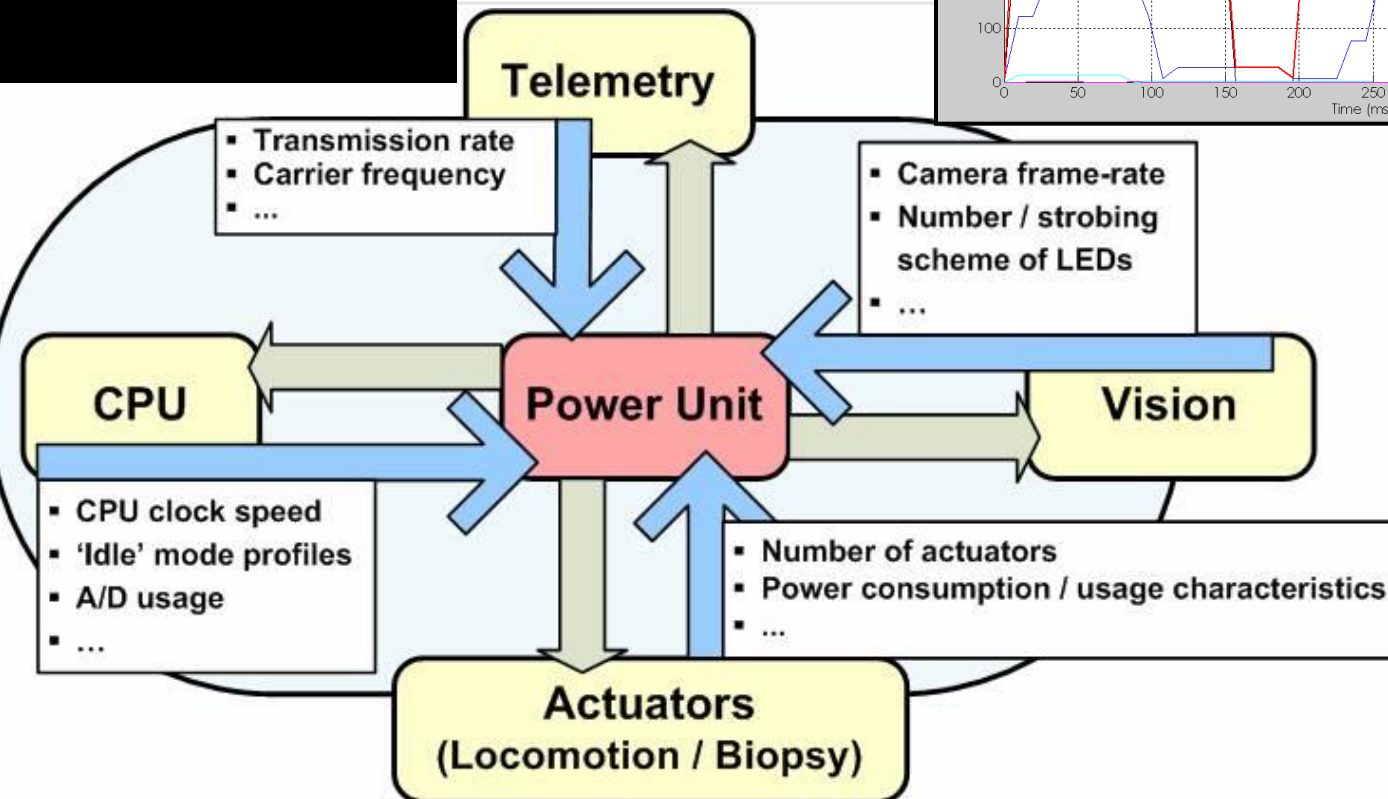 100
0
0 50 100 150 200 250
Time (ms
Telemetry
▪ Transmission rate
▪ Carrier frequency
▪ ...
▪ Camera frame-rate
▪ Number / strobing
scheme of LEDs
▪ ...
CPU
Power Unit
Vision
▪ CPU clock speed
▪ ‘Idle’ mode profiles
▪ A/D usage
▪ ...
▪ Number of actuators
▪ Power consumption / usage characteristics
▪ ...
Actuators
(Locomotion / Biopsy)